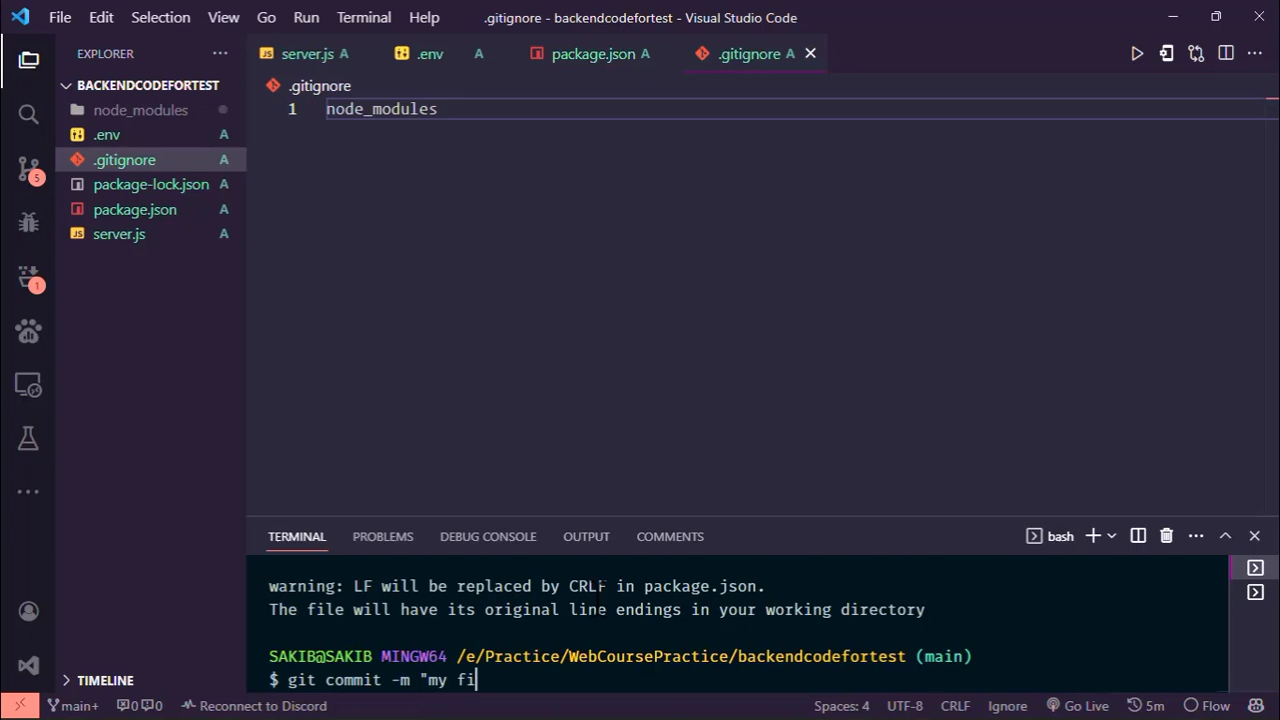 File Edit Selection View Go Run Terminal Help .gitignore - backendcodefortest - Visual Studio Code
EXPLORER
server.js A
.env A
package.json A
.gitignore A
BACKENDCODEFORTEST
.gitignore
node_modules
1 node_modules
.env A
.gitignore A
package-lock.json A
package.json A
server.js A
5
1
TERMINAL PROBLEMS DEBUG CONSOLE OUTPUT COMMENTS bash
warning: LF will be replaced by CRLF in package.json.
The file will have its original line endings in your working directory
SAKIB@SAKIB MINGW64 /e/Practice/WebCoursePractice/backendcodefortest (main)
$ git commit -m "my fi
TIMELINE
main+ 0 0 Reconnect to Discord Spaces: 4 UTF-8 CRLF Ignore Go Live 5m Flow